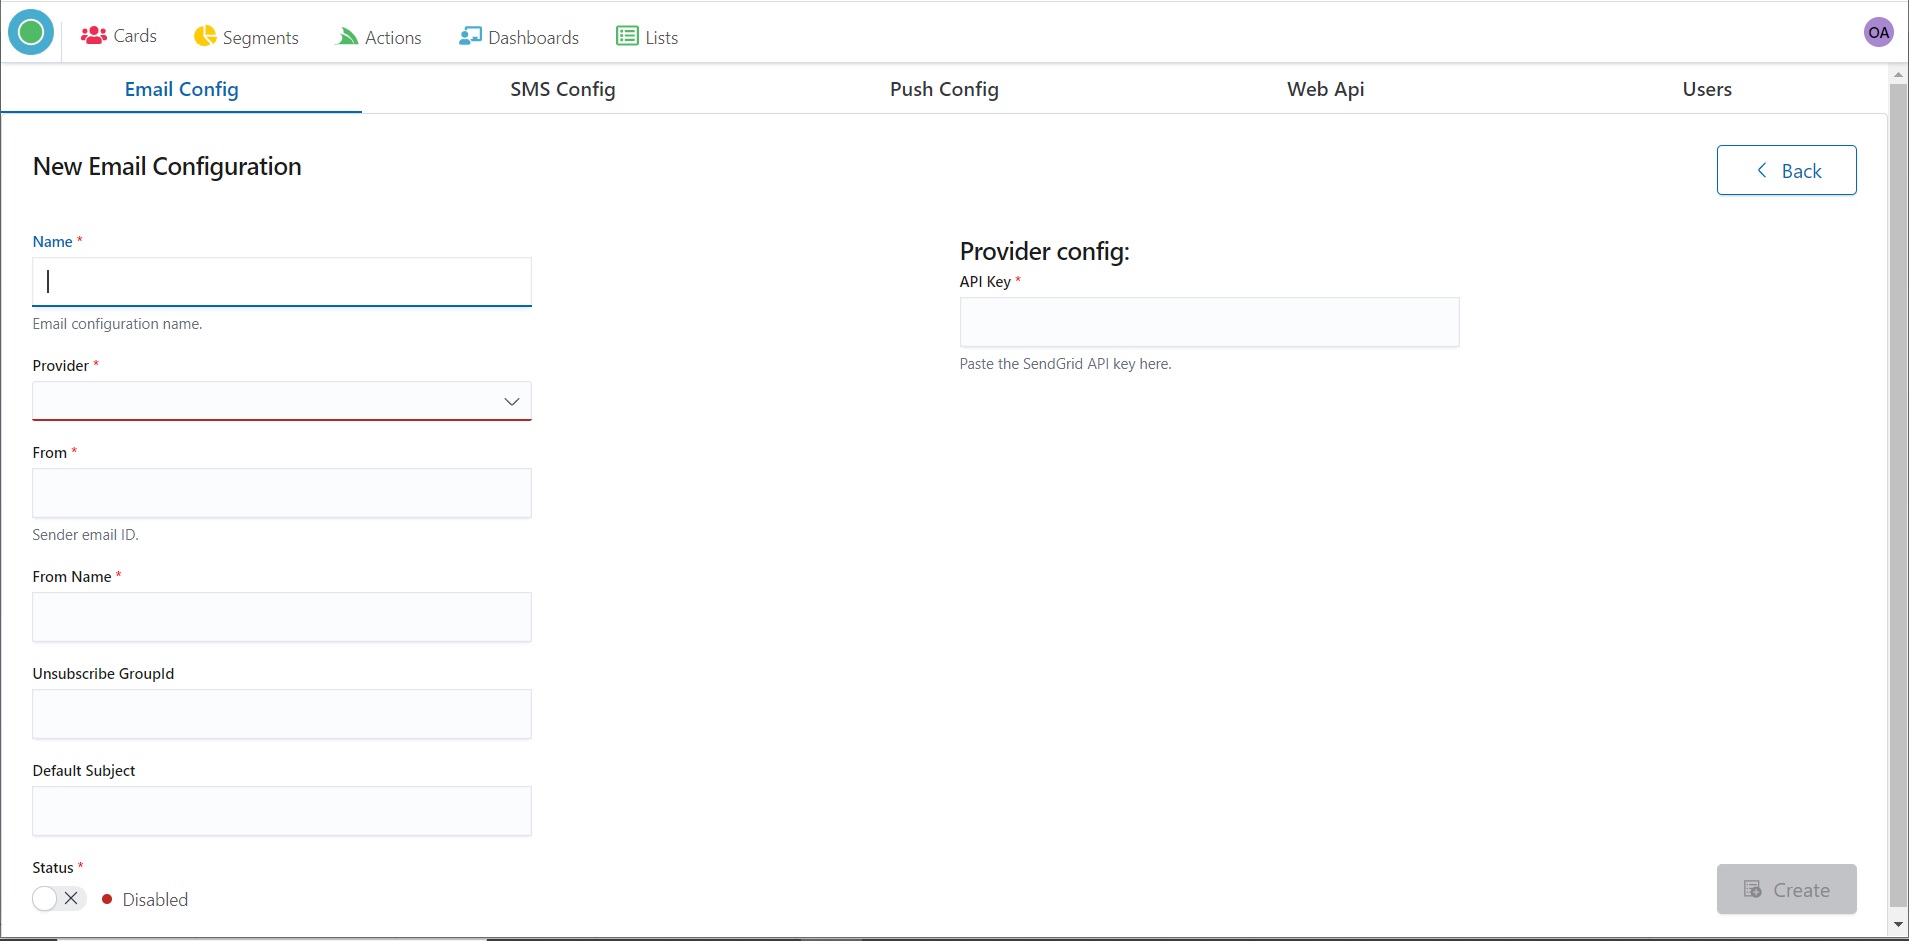 Cards Segments Actions Dashboards Lists OA
Email Config SMS Config Push Config Web Api Users
New Email Configuration
Back
Name *
Email configuration name.
Provider *
From *
Sender email ID.
From Name *
Unsubscribe GroupId
Default Subject
Status *
Disabled
Provider config:
API Key *
Paste the SendGrid API key here.
Create